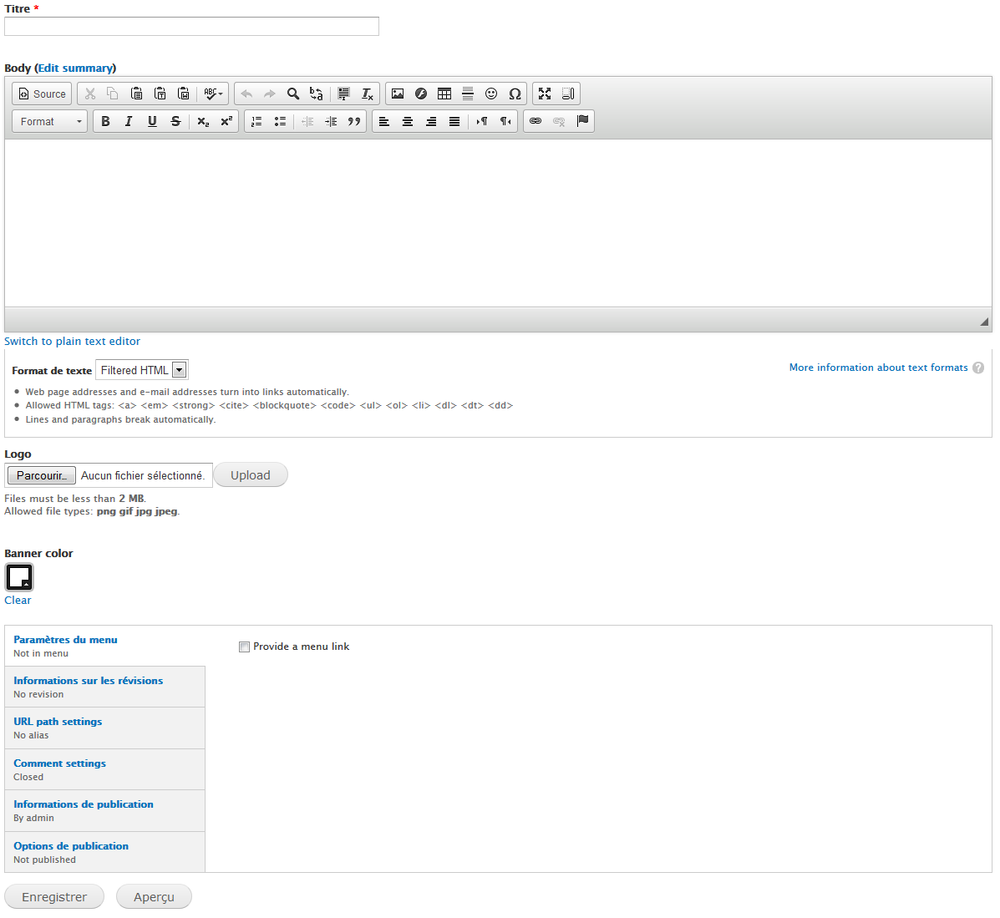 Titre *
Body (Edit summary)
Source
ABC
b a
Ω
Format B I U S x₂ x²
Switch to plain text editor
Format de texte Filtered HTML More information about text formats ?
Web page addresses and e-mail addresses turn into links automatically.
Allowed HTML tags: <a> <em> <strong> <cite> <blockquote> <code> <ul> <ol> <li> <dl> <dt> <dd>
Lines and paragraphs break automatically.
Logo
Parcourir... Aucun fichier sélectionné. Upload
Files must be less than 2 MB.
Allowed file types: png gif jpg jpeg.
Banner color
Clear
Paramètres du menu
Not in menu
Provide a menu link
Informations sur les révisions
No revision
URL path settings
No alias
Comment settings
Closed
Informations de publication
By admin
Options de publication
Not published
Enregistrer Aperçu